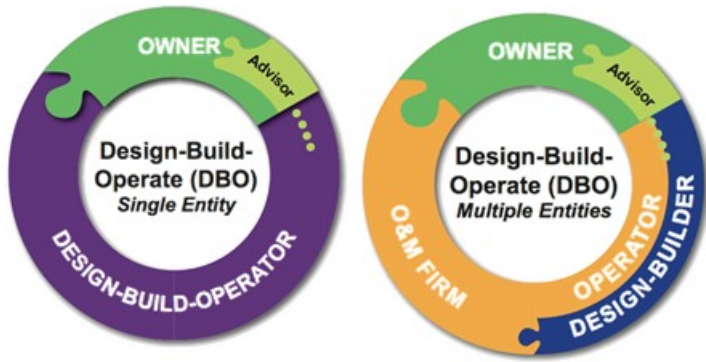 OWNER
Advisor
Design-Build-
Operate (DBO)
Single Entity
DESIGN-BUILD-OPERATOR
OWNER
Advisor
Design-Build-
Operate (DBO)
Multiple Entities
O&M FIRM
OPERATOR
DESIGN-BUILDER